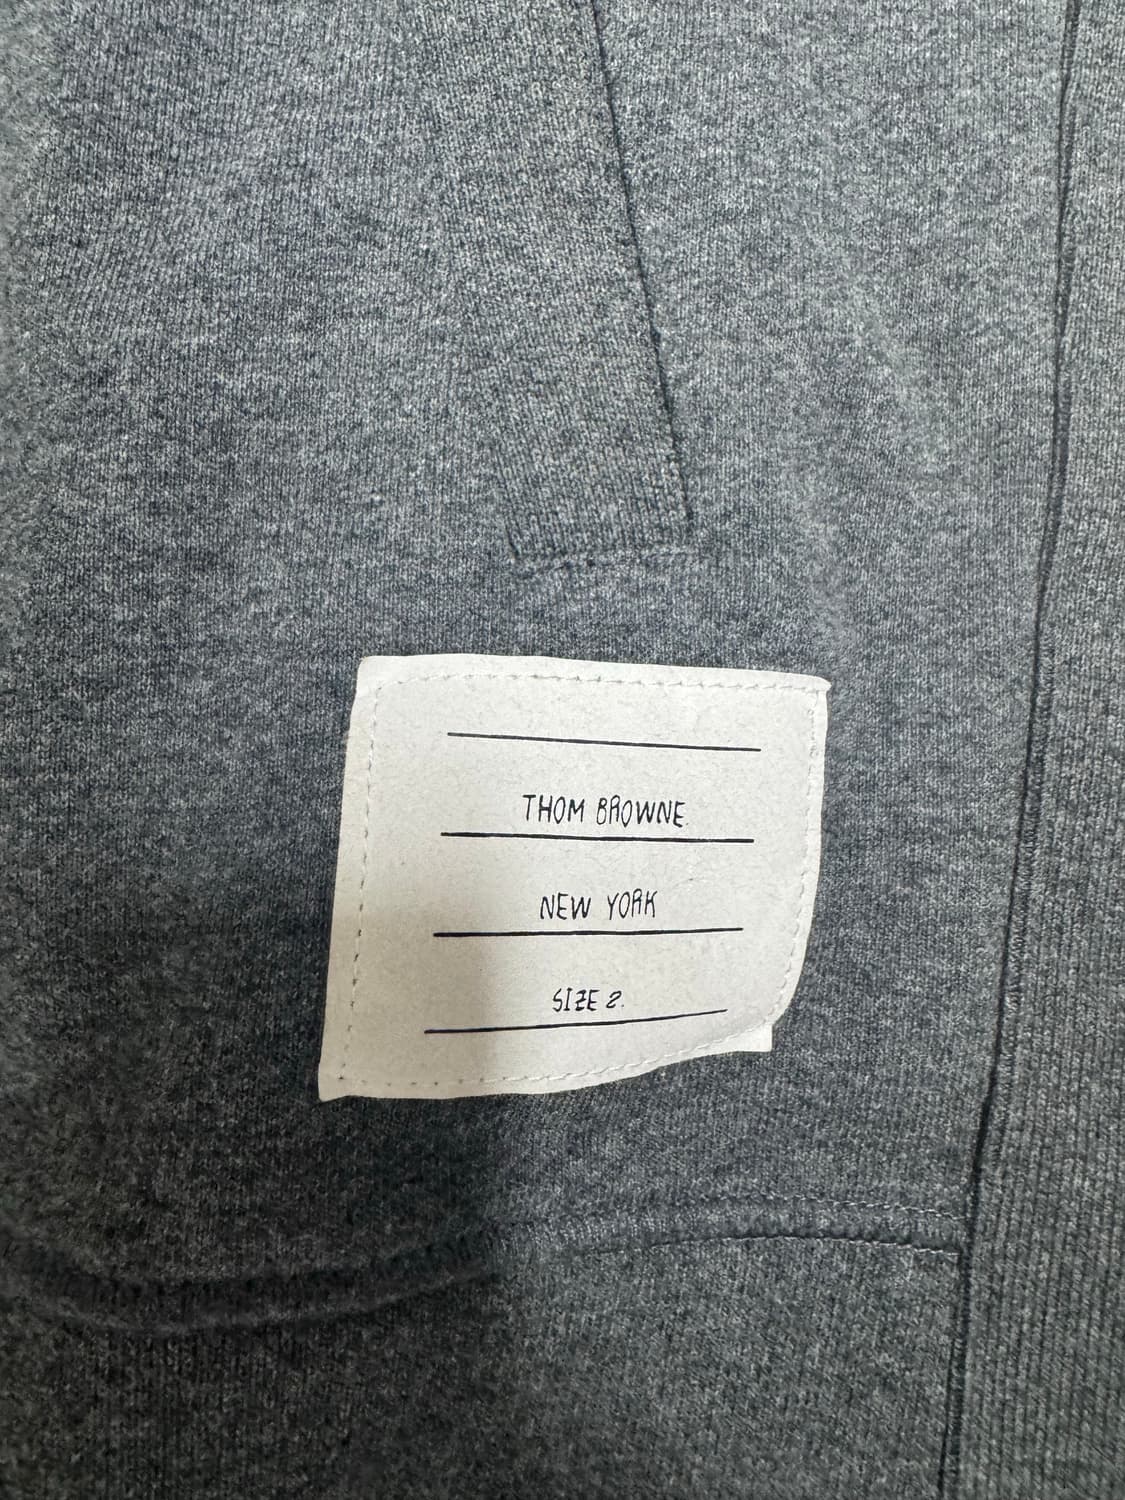 THOM BROWNE.
NEW YORK
SIZE 2.